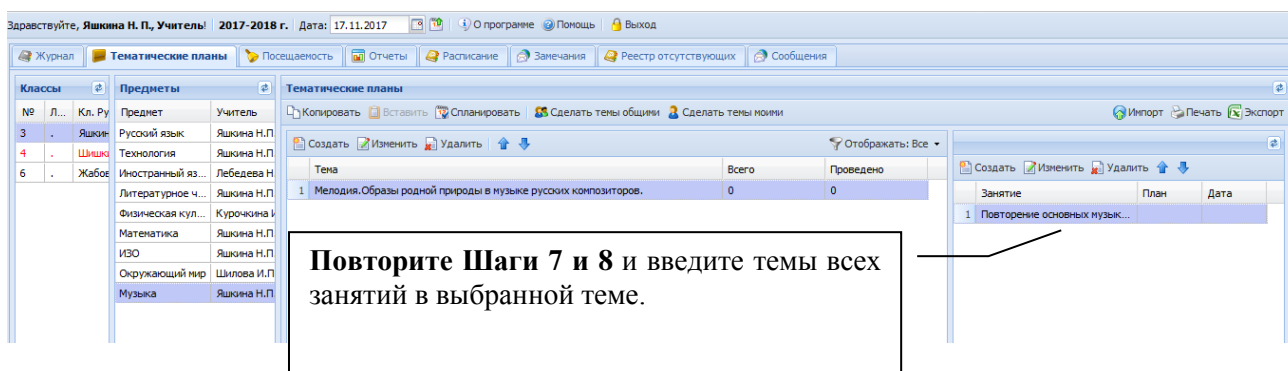 Здравствуйте, Яшкина Н. П., Учитель! 2017-2018 г. Дата: 17.11.2017 О программе Помощь Выход
Журнал Тематические планы Посещаемость Отчеты Расписание Замечания Реестр отсутствующих Сообщения
Классы Предметы Тематические планы
№ Л... Кл. Ру Предмет Учитель Копировать Вставить Спланировать Сделать темы общими Сделать темы моими Импорт Печать Экспорт
3 . Яшкин Русский язык Яшкина Н.П
4 . Шишк Технология Яшкина Н.П
6 . Жабов Иностранный яз... Лебедева Н
Литературное ч... Яшкина Н.П
Физическая кул... Курочкина И
Математика Яшкина Н.П
ИЗО Яшкина Н.П
Окружающий мир Шилова И.П
Музыка Яшкина Н.П
Создать Изменить Удалить Отображать: Все
Тема Всего Проведено
1 Мелодия.Образы родной природы в музыке русских композиторов. 0 0
Создать Изменить Удалить
Занятие План Дата
1 Повторение основных музык...
Повторите Шаги 7 и 8 и введите темы всех
занятий в выбранной теме.